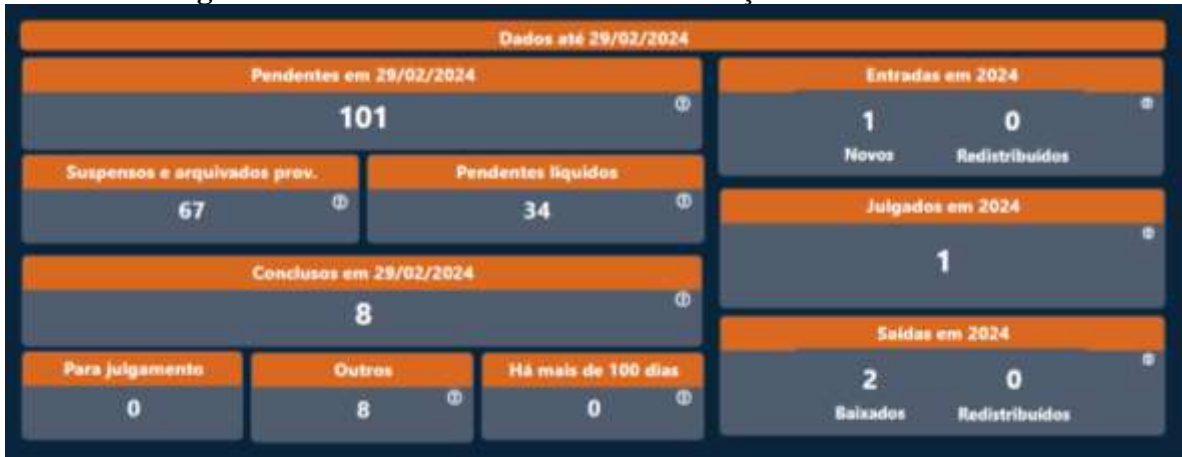 Dados até 29/02/2024
Pendentes em 29/02/2024
101
Suspensos e arquivados prov.
67
Pendentes líquidos
34
Conclusos em 29/02/2024
8
Para julgamento
0
Outros
8
Há mais de 100 dias
0
Entradas em 2024
1 0
Novos Redistribuídos
Julgados em 2024
1
Saídas em 2024
2 0
Baixados Redistribuídos